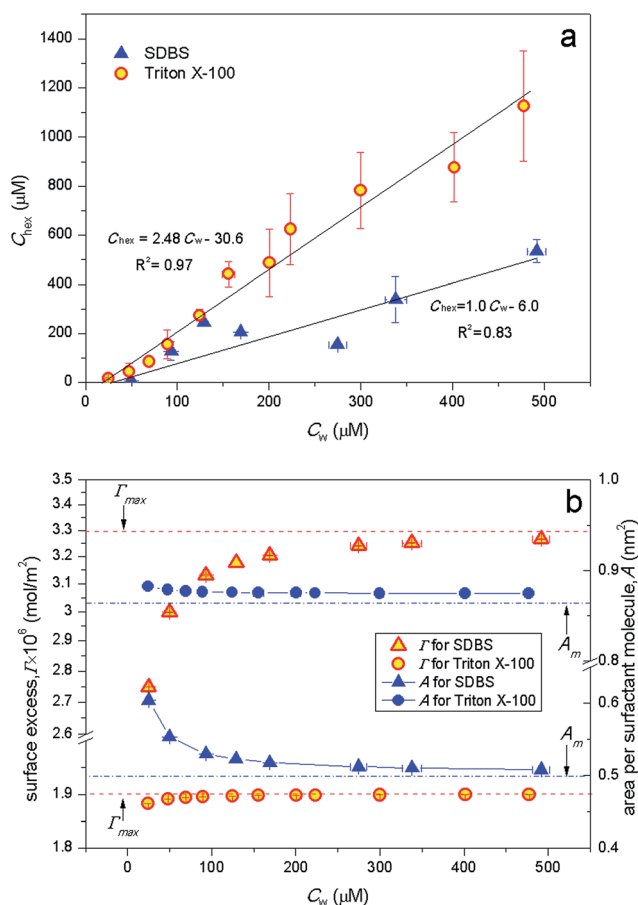 a
SDBS
Triton X-100
1400
1200
1000
800
600
400
200
0
C_hex (μM)
C_hex = 2.48 C_w - 30.6
R² = 0.97
C_hex=1.0 C_w - 6.0
R² = 0.83
0 100 200 300 400 500
C_w (μM)
b
3.5
3.4
3.3
3.2
3.1
3
2.9
2.8
2.7
2.6
1.9
1.8
surface excess, Γ×10⁶ (mol/m²)
1.0
0.9
0.8
0.6
0.5
0.4
area per surfactant molecule, A (nm²)
Γmax
Am
Γ for SDBS
Γ for Triton X-100
A for SDBS
A for Triton X-100
Am
Γmax
0 100 200 300 400 500
C_w (μM)